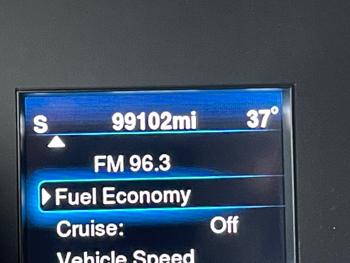 S 99102mi 37°
FM 96.3
Fuel Economy
Cruise: Off
Vehicle Speed